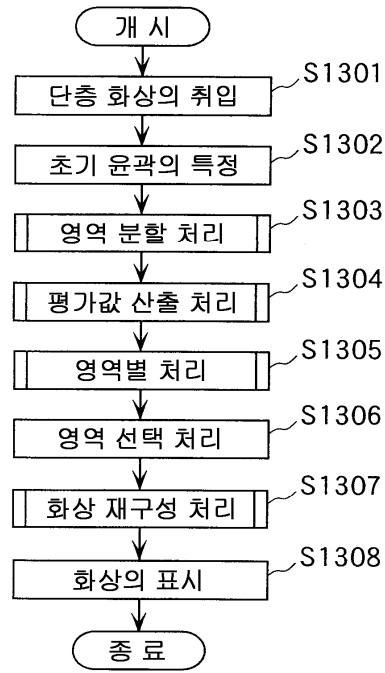 개 시
단층 화상의 취입 S1301
초기 윤곽의 특정 S1302
영역 분할 처리 S1303
평가값 산출 처리 S1304
영역별 처리 S1305
영역 선택 처리 S1306
화상 재구성 처리 S1307
화상의 표시 S1308
종 료